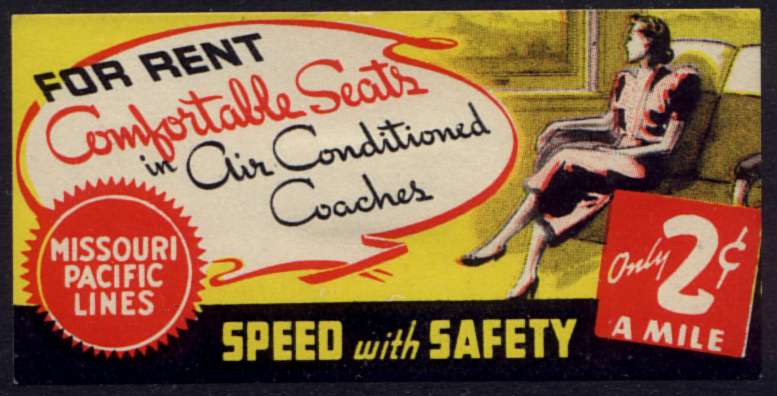 FOR RENT
Comfortable Seats
in Air Conditioned
Coaches
MISSOURI
PACIFIC
LINES
SPEED with SAFETY
Only 2¢
A MILE